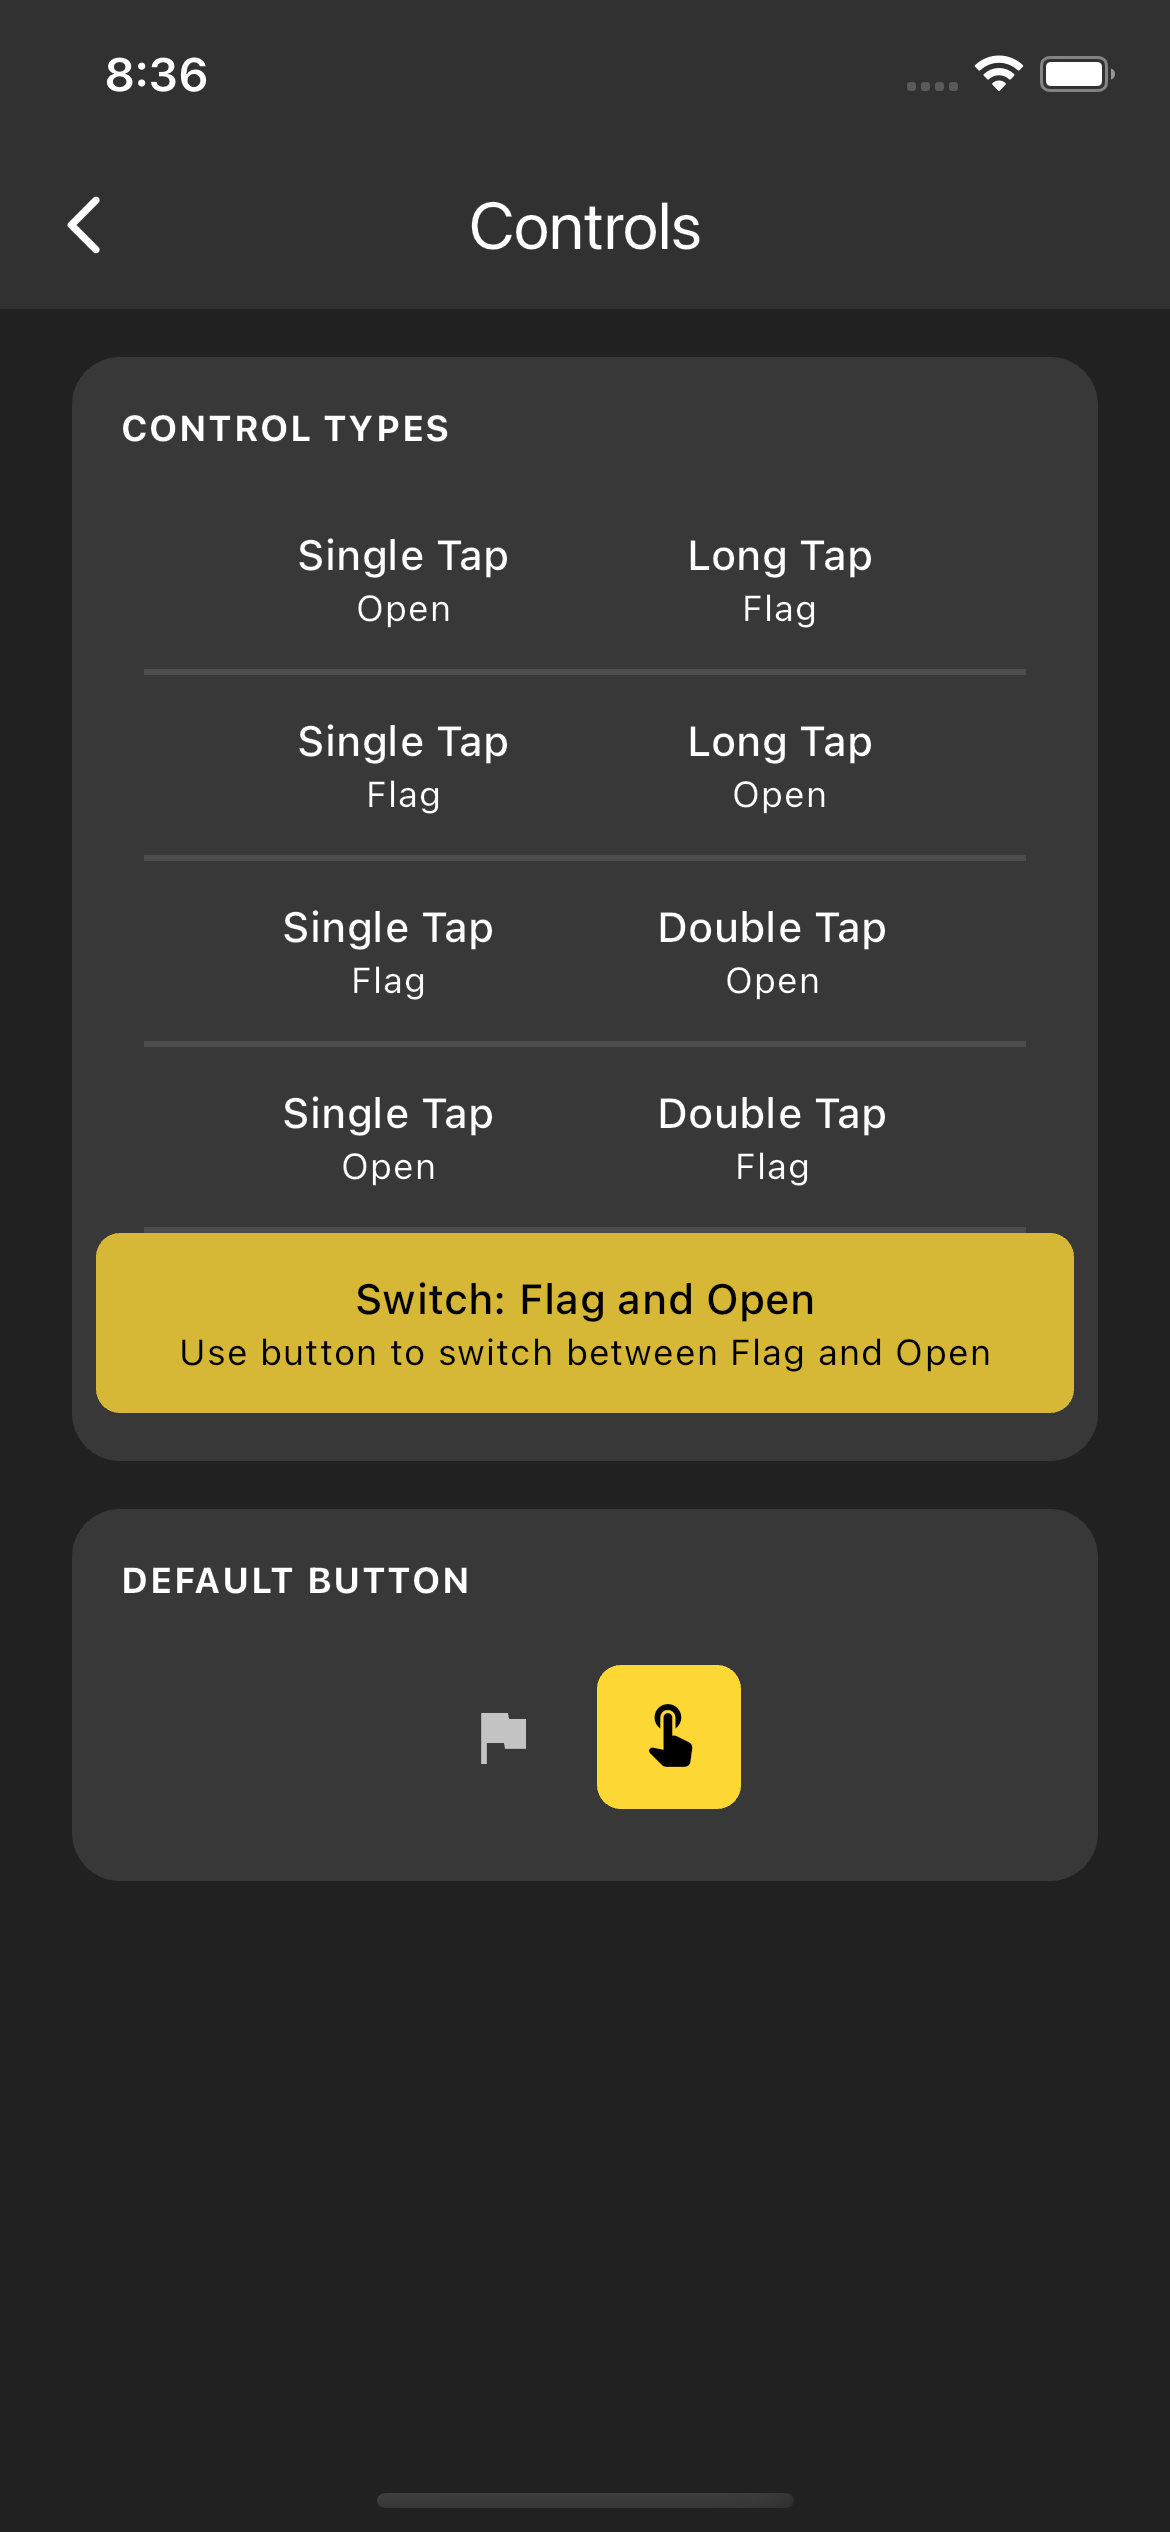 8:36
Controls
CONTROL TYPES
Single Tap Long Tap
Open Flag
Single Tap Long Tap
Flag Open
Single Tap Double Tap
Flag Open
Single Tap Double Tap
Open Flag
Switch: Flag and Open
Use button to switch between Flag and Open
DEFAULT BUTTON